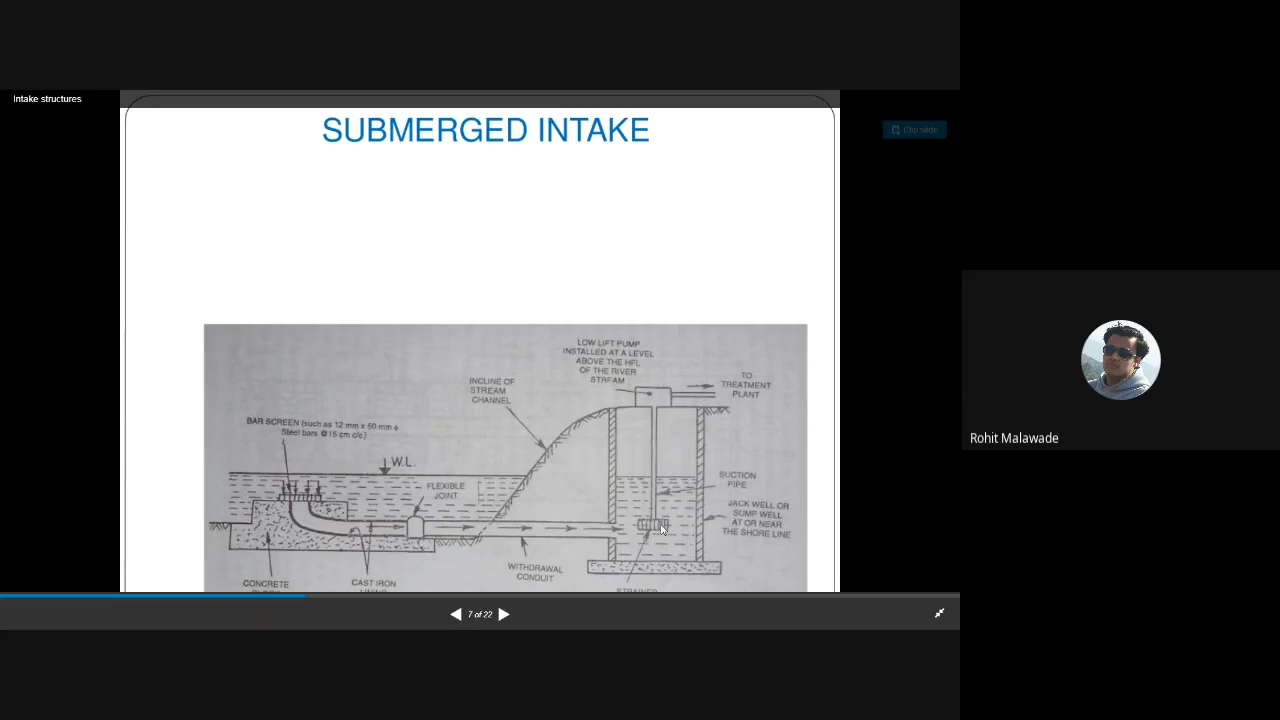 Intake structures
Clip slide
SUBMERGED INTAKE
LOW LIFT PUMP
INSTALLED AT A LEVEL
ABOVE THE HFL
OF THE RIVER
STREAM
TO
TREATMENT
PLANT
INCLINE OF
STREAM
CHANNEL
BAR SCREEN (such as 12 mm x 50 mm ϕ
Steel bars @15 cm c/c)
W.L.
FLEXIBLE
JOINT
SUCTION
PIPE
JACK WELL OR
SUMP WELL
AT OR NEAR
THE SHORE LINE
WITHDRAWAL
CONDUIT
CONCRETE
CAST IRON
STRAINER
Rohit Malawade
7 of 22